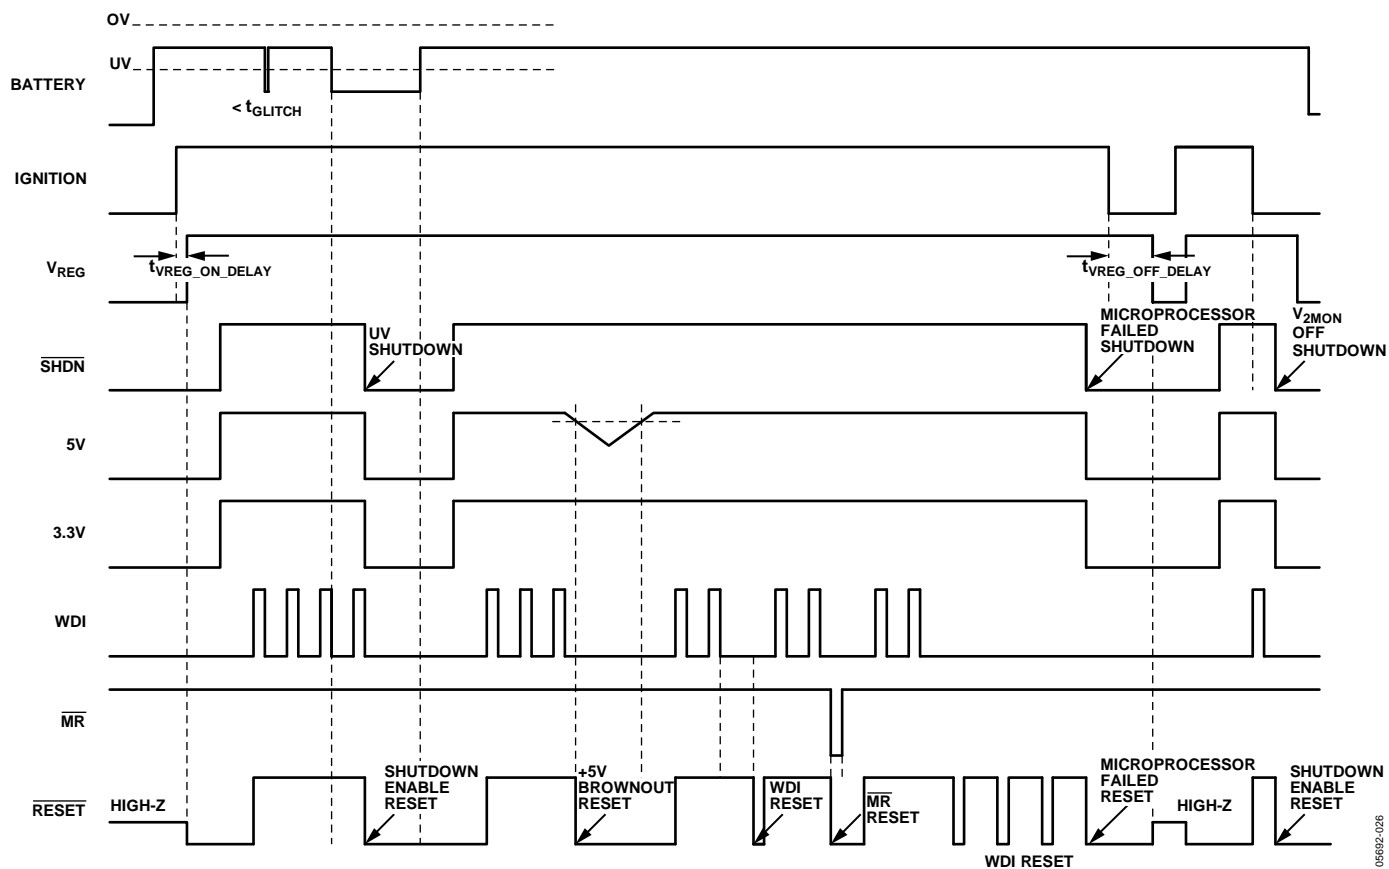 OV
UV
BATTERY
< tGLITCH
IGNITION
VREG
tVREG_ON_DELAY
tVREG_OFF_DELAY
SHDN
UV
SHUTDOWN
MICROPROCESSOR
FAILED
SHUTDOWN
V2MON
OFF
SHUTDOWN
5V
3.3V
WDI
MR
RESET
HIGH-Z
SHUTDOWN
ENABLE
RESET
+5V
BROWNOUT
RESET
WDI
RESET
MR
RESET
WDI RESET
MICROPROCESSOR
FAILED
RESET
HIGH-Z
SHUTDOWN
ENABLE
RESET
05692-026